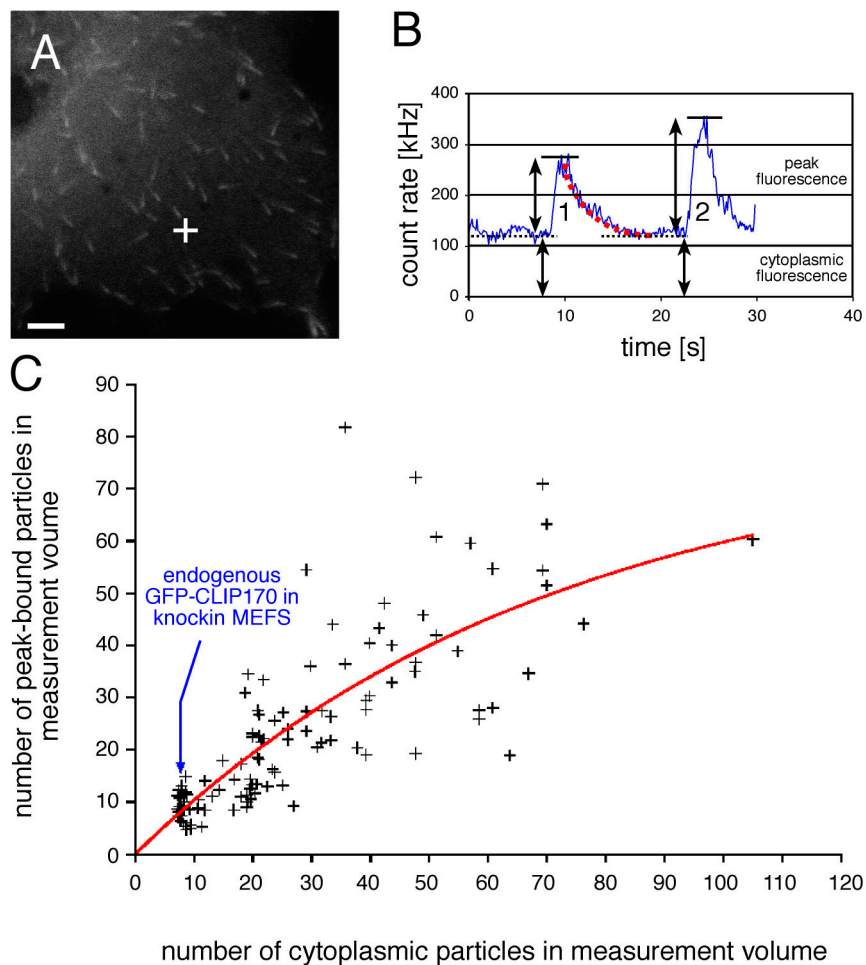 A
B
count rate [kHz]
400
300
200
100
0
peak
fluorescence
cytoplasmic
fluorescence
1
2
0
10
20
30
40
time [s]
C
number of peak-bound particles in
measurement voume
90
80
70
60
50
40
30
20
10
0
endogenous
GFP-CLIP170 in
knockin MEFS
0
10
20
30
40
50
60
70
80
90
100
110
120
number of cytoplasmic particles in measurement volume